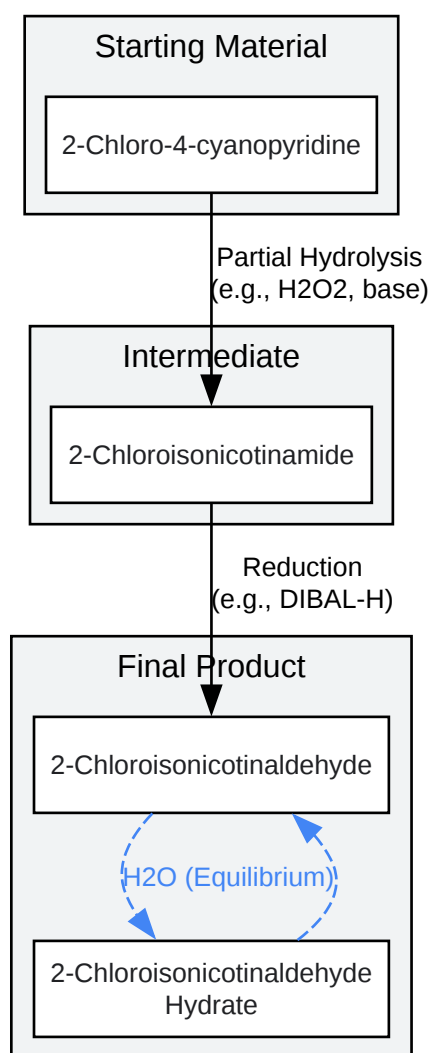 Starting Material
2-Chloro-4-cyanopyridine
Partial Hydrolysis
(e.g., H2O2, base)
Intermediate
2-Chloroisonicotinamide
Reduction
(e.g., DIBAL-H)
Final Product
2-Chloroisonicotinaldehyde
H2O (Equilibrium)
2-Chloroisonicotinaldehyde
Hydrate